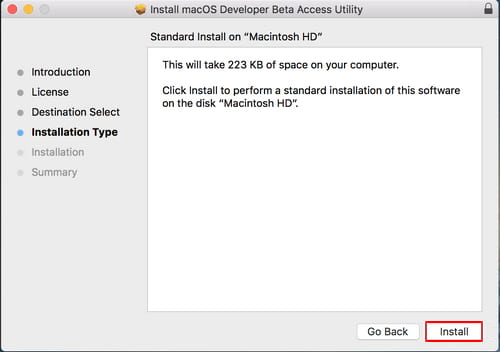 Install macOS Developer Beta Access Utility
Standard Install on “Macintosh HD”
Introduction
License
Destination Select
Installation Type
Installation
Summary
This will take 223 KB of space on your computer.
Click Install to perform a standard installation of this software
on the disk “Macintosh HD”.
Go Back
Install